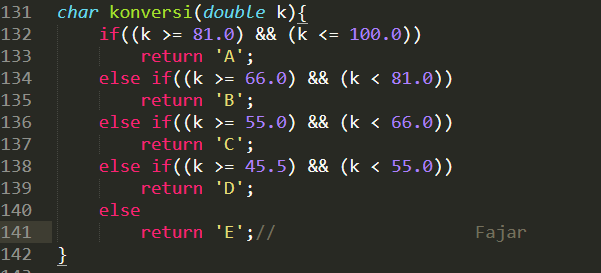 131 char konversi(double k){
132     if((k >= 81.0) && (k <= 100.0))
133         return 'A';
134     else if((k >= 66.0) && (k < 81.0))
135         return 'B';
136     else if((k >= 55.0) && (k < 66.0))
137         return 'C';
138     else if((k >= 45.5) && (k < 55.0))
139         return 'D';
140     else
141         return 'E';//                   Fajar
142 }